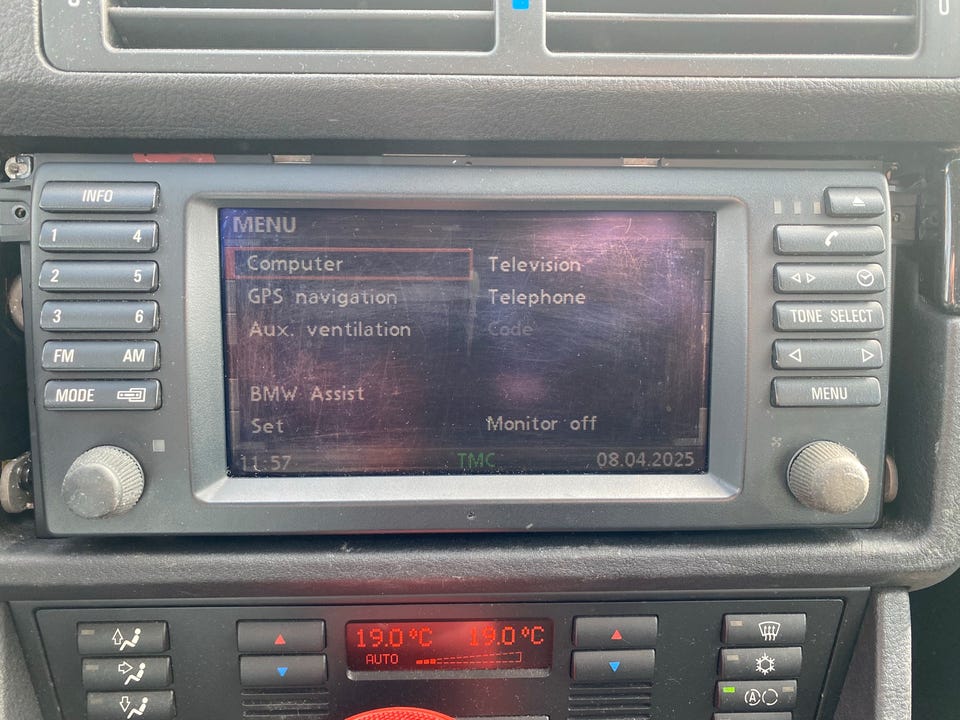 INFO
1 4
2 5
3 6
FM AM
MODE
MENU
Computer
GPS navigation
Aux. ventilation
BMW Assist
Set
Television
Telephone
Code
Monitor off
11:57
TMC
08.04.2025
TONE SELECT
MENU
19.0°C 19.0°C
AUTO
A